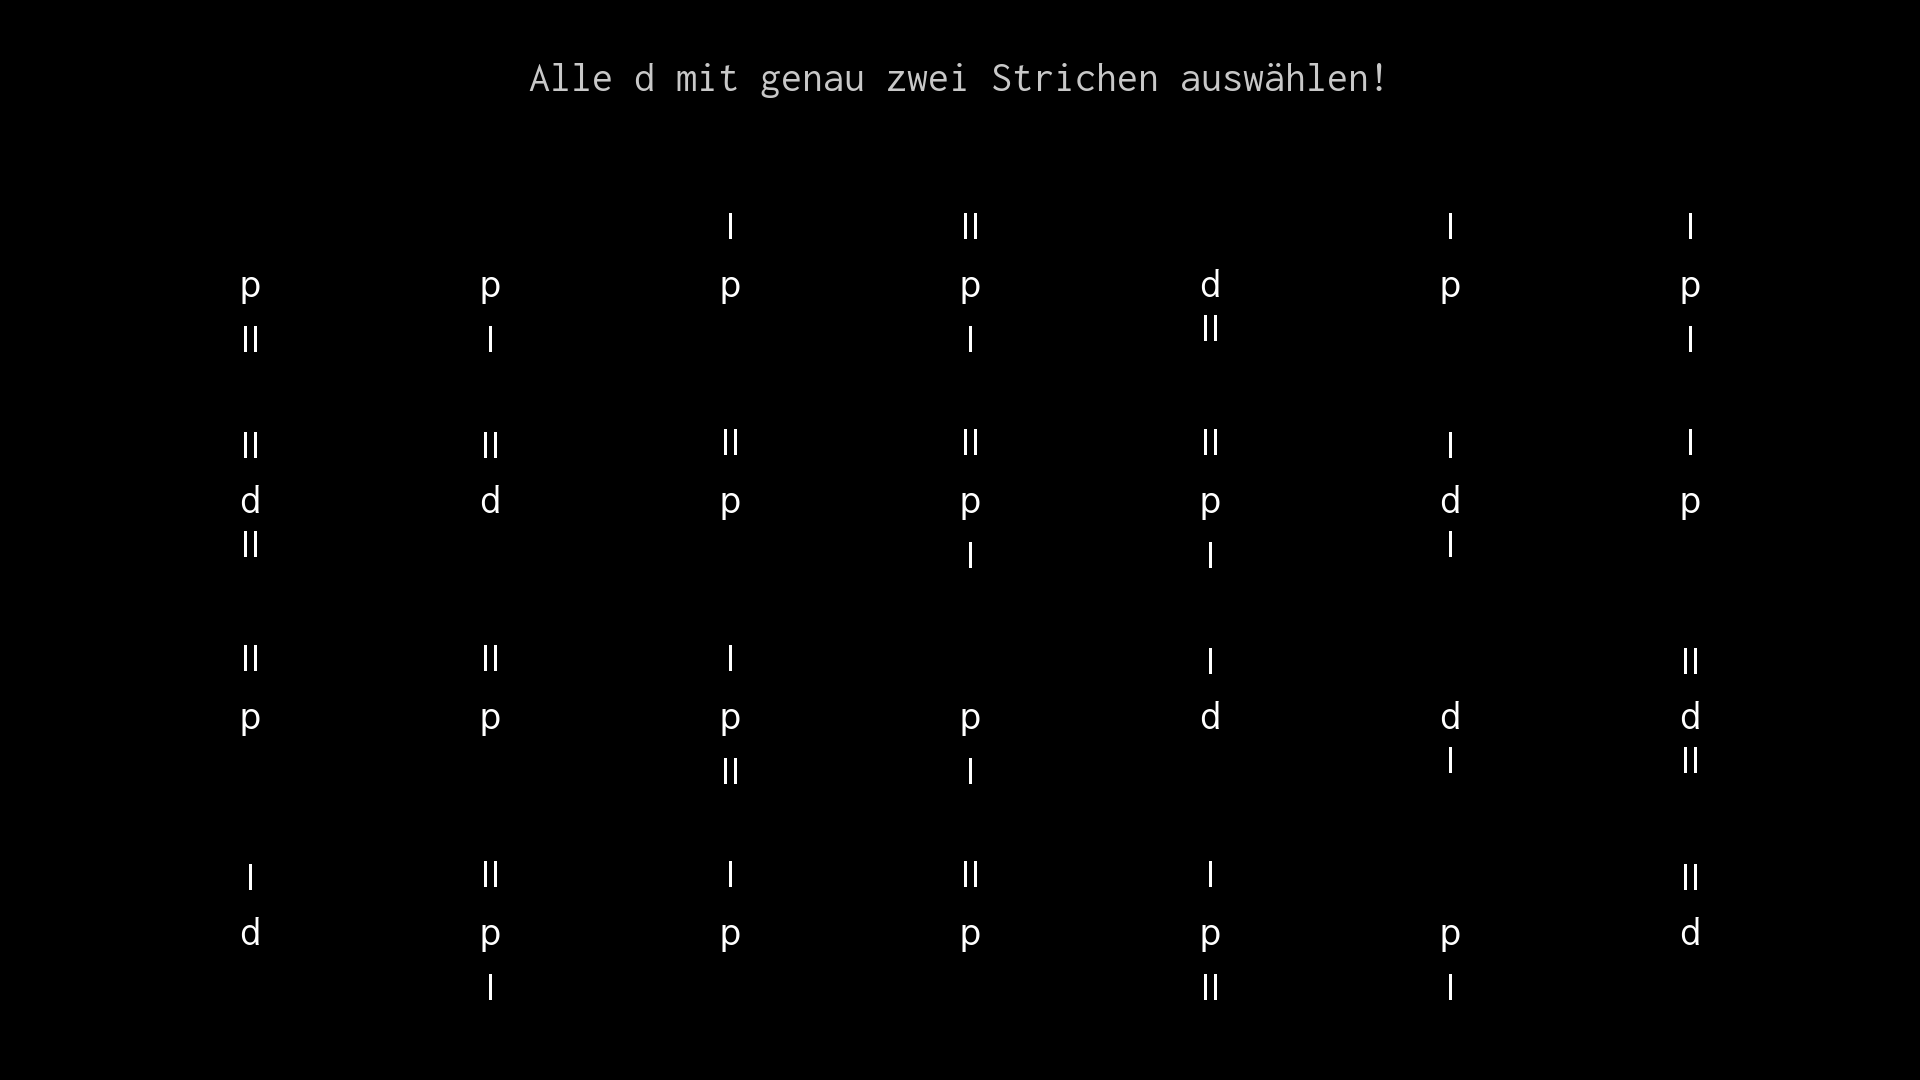 Alle d mit genau zwei Strichen auswählen!
| || | |
p p p p d p p
|| | | || |
|| || || || || | |
d d p p p d p
|| | | |
|| || | | ||
p p p p d d d
|| | | ||
| || | || | ||
d p p p p p d
| || |